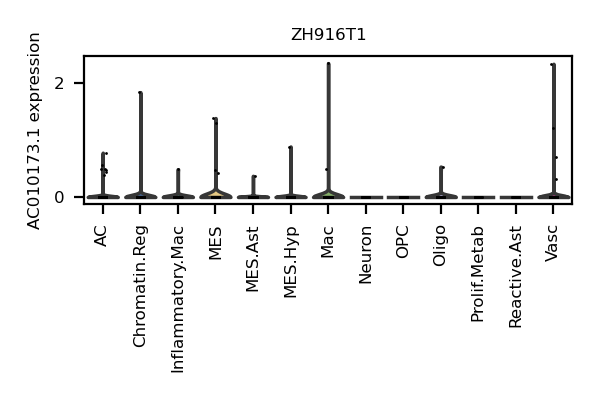 ZH916T1
AC010173.1 expression
2
0
AC
Chromatin.Reg
Inflammatory.Mac
MES
MES.Ast
MES.Hyp
Mac
Neuron
OPC
Oligo
Prolif.Metab
Reactive.Ast
Vasc